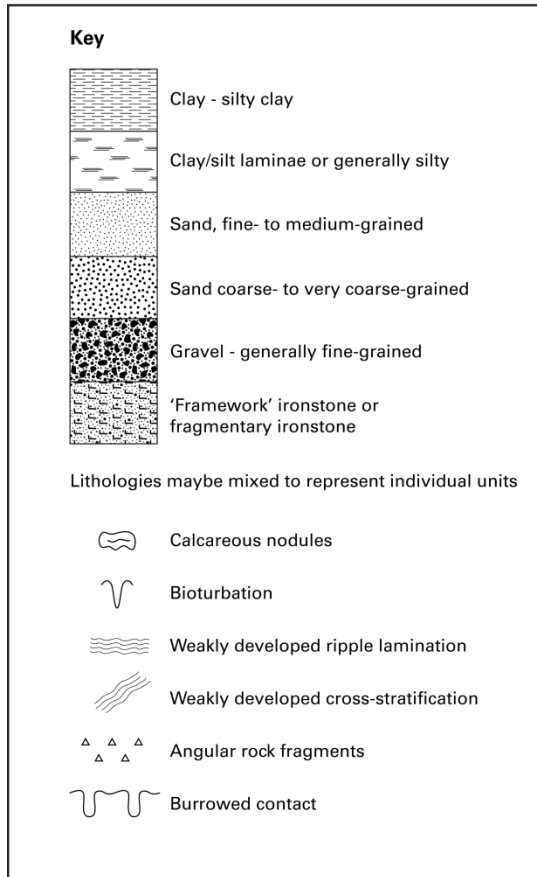 Key
Clay - silty clay
Clay/silt laminae or generally silty
Sand, fine- to medium-grained
Sand coarse- to very coarse-grained
Gravel - generally fine-grained
‘Framework’ ironstone or
fragmentary ironstone
Lithologies maybe mixed to represent individual units
Calcareous nodules
Bioturbation
Weakly developed ripple lamination
Weakly developed cross-stratification
Angular rock fragments
Burrowed contact